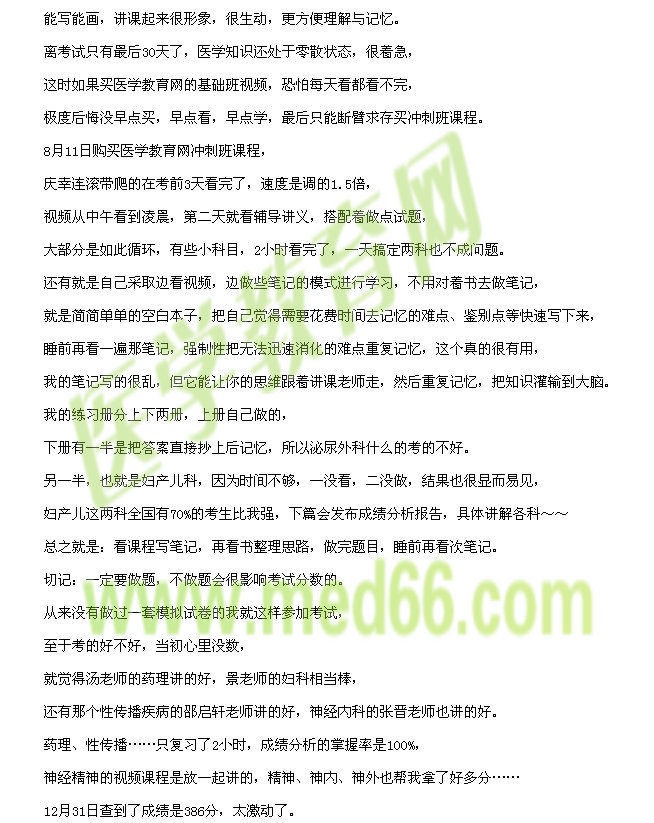 能写能画，讲课起来很形象，很生动，更方便理解与记忆。
离考试只有最后30天了，医学知识还处于零散状态，很着急，
这时如果买医学教育网的基础班视频，恐怕每天看都看不完，
极度后悔没早点买，早点看，早点学，最后只能断臂求存买冲刺班课程。
8月11日购买医学教育网冲刺班课程，
庆幸连滚带爬的在考前3天看完了，速度是调的1.5倍，
视频从中午看到凌晨，第二天就看辅导讲义，搭配着做点试题，
大部分是如此循环，有些小科目，2小时看完了，一天搞定两科也不成问题。
还有就是自己采取边看视频，边做些笔记的模式进行学习，不用对着书去做笔记，
就是简简单单的空白本子，把自己觉得需要花费时间去记忆的难点、鉴别点等快速写下来，
睡前再看一遍那笔记，强制性把无法迅速消化的难点重复记忆，这个真的很有用，
我的笔记写的很乱，但它能让你的思维跟着讲课老师走，然后重复记忆，把知识灌输到大脑。
我的练习册分上下两册，上册自己做的，
下册有一半是把答案直接抄上后记忆，所以泌尿外科什么的考的不好。
另一半，也就是妇产儿科，因为时间不够，一没看，二没做，结果也很显而易见，
妇产儿这两科全国有70%的考生比我强，下篇会发布成绩分析报告，具体讲解各科～～
总之就是：看课程写笔记，再看书整理思路，做完题目，睡前再看次笔记。
切记：一定要做题，不做题会很影响考试分数的。
从来没有做过一套模拟试卷的我就这样参加考试，
至于考的好不好，当初心里没数，
就觉得汤老师的药理讲的好，景老师的妇科相当棒，
还有那个性传播疾病的邵启轩老师讲的好，神经内科的张晋老师也讲的好。
药理、性传播……只复习了2小时，成绩分析的掌握率是100%，
神经精神的视频课程是放一起讲的，精神、神内、神外也帮我拿了好多分……
12月31日查到了成绩是386分，太激动了。
医学教育网
www.med66.com